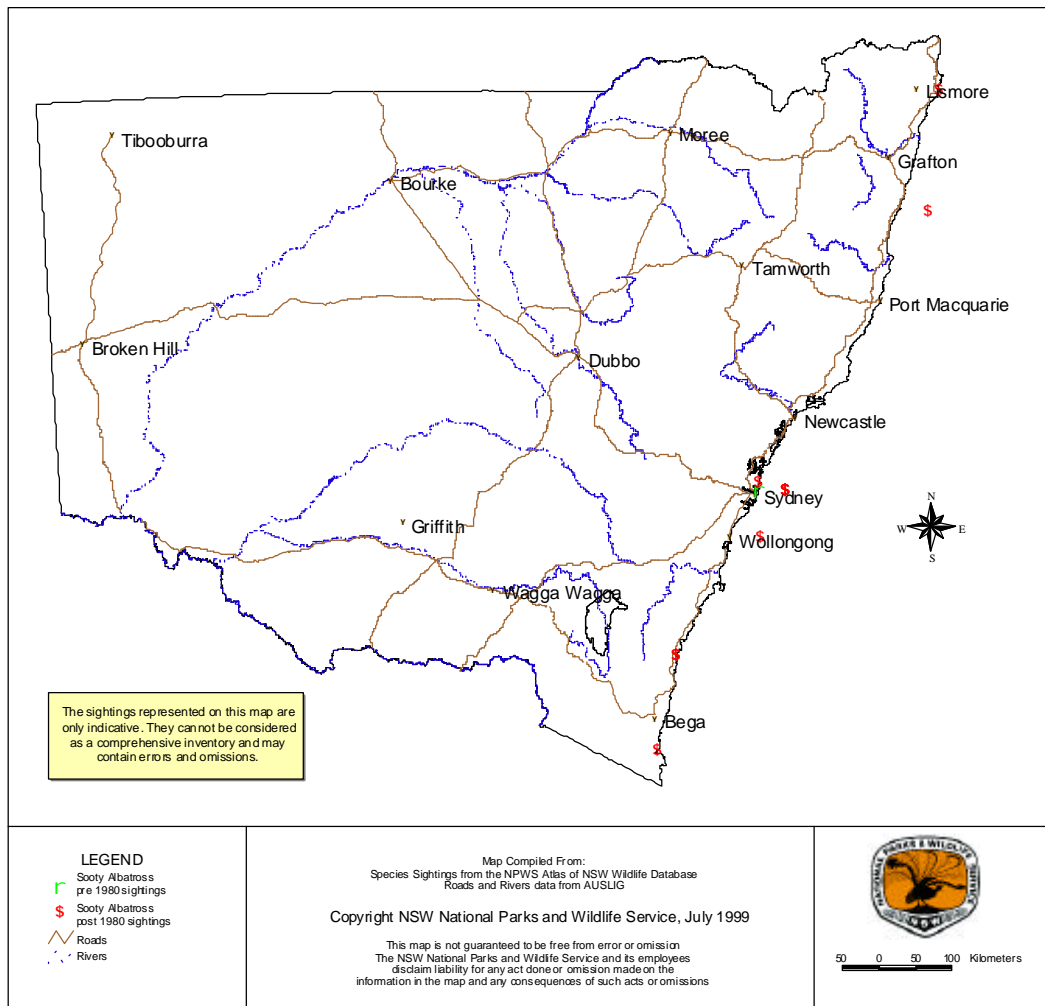 Lismore
Tibooburra
Moree
Grafton
Bourke
$
$
Tamworth
Port Macquarie
Broken Hill
Dubbo
Newcastle
$
$
r
Sydney
N
W E
S
Griffith
$
Wollongong
Wagga Wagga
$
Bega
$
The sightings represented on this map are
only indicative. They cannot be considered
as a comprehensive inventory and may
contain errors and omissions.
LEGEND
r Sooty Albatross
pre 1980 sightings
$ Sooty Albatross
post 1980 sightings
Roads
Rivers
Map Compiled From:
Species Sightings from the NPWS Atlas of NSW Wildlife Database
Roads and Rivers data from AUSLIG
Copyright NSW National Parks and Wildlife Service, July 1999
This map is not guaranteed to be free from error or omission
The NSW National Parks and Wildlife Service and its employees
disclaim liability for any act done or omission made on the
information in the map and any consequences of such acts or omissions
NATIONAL PARKS & WILDLIFE SERVICE
NSW
50 0 50 100 Kilometers